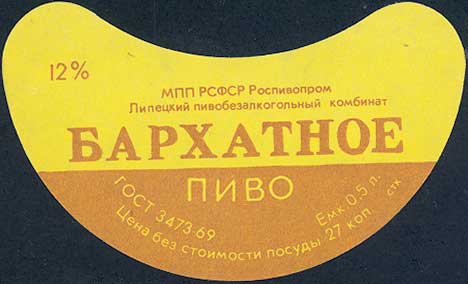 12%
МПП РСФСР Роспивопром
Липецкий пивобезалкогольный комбинат
БАРХАТНОЕ
ПИВО
ГОСТ 3473-69
Емк. 0,5 л.
Цена без стоимости посуды 27 коп. стк